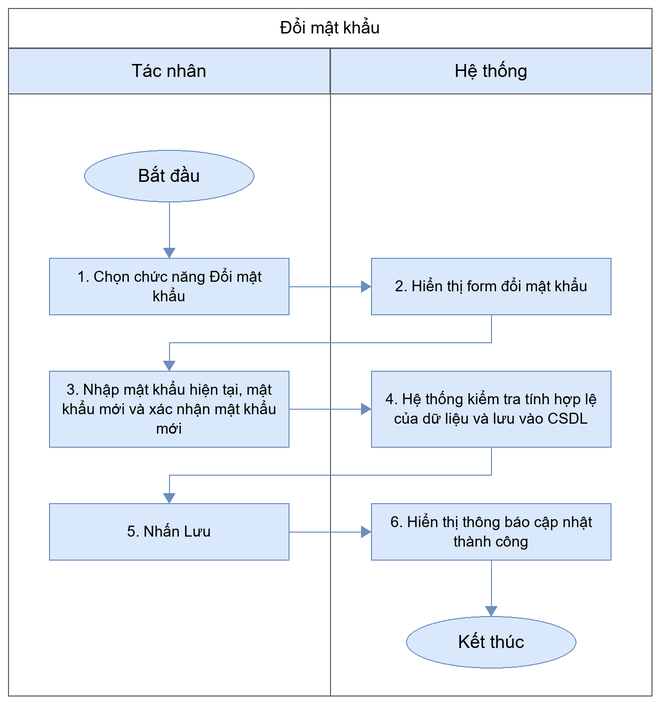 Đổi mật khẩu
Tác nhân
Hệ thống
Bắt đầu
1. Chọn chức năng Đổi mật
khẩu
2. Hiển thị form đổi mật khẩu
3. Nhập mật khẩu hiện tại, mật
khẩu mới và xác nhận mật khẩu
mới
4. Hệ thống kiểm tra tính hợp lệ
của dữ liệu và lưu vào CSDL
5. Nhấn Lưu
6. Hiển thị thông báo cập nhật
thành công
Kết thúc